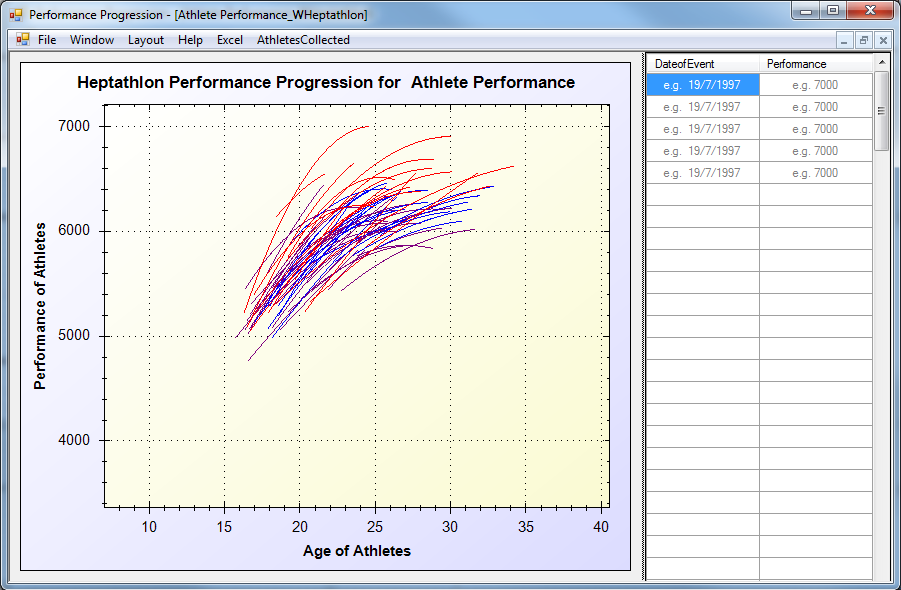 Performance Progression - [Athlete Performance_WHeptathlon]
File Window Layout Help Excel AthletesCollected
Heptathlon Performance Progression for  Athlete Performance
Performance of Athletes
7000
6000
5000
4000
10 15 20 25 30 35 40
Age of Athletes
DateofEvent Performance
e.g. 19/7/1997 e.g. 7000
e.g. 19/7/1997 e.g. 7000
e.g. 19/7/1997 e.g. 7000
e.g. 19/7/1997 e.g. 7000
e.g. 19/7/1997 e.g. 7000